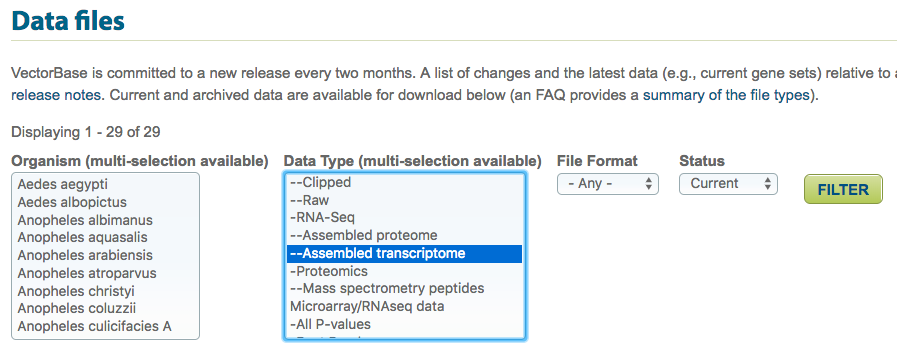 Data files
VectorBase is committed to a new release every two months. A list of changes and the latest data (e.g., current gene sets) relative to
release notes. Current and archived data are available for download below (an FAQ provides a summary of the file types).
Displaying 1 - 29 of 29
Organism (multi-selection available) Data Type (multi-selection available) File Format Status
Aedes aegypti
Aedes albopictus
Anopheles albimanus
Anopheles aquasalis
Anopheles arabiensis
Anopheles atroparvus
Anopheles christyi
Anopheles coluzzii
Anopheles culicifacies A
--Clipped
--Raw
-RNA-Seq
--Assembled proteome
--Assembled transcriptome
-Proteomics
--Mass spectrometry peptides
Microarray/RNAseq data
-All P-values
- Any -
Current
FILTER